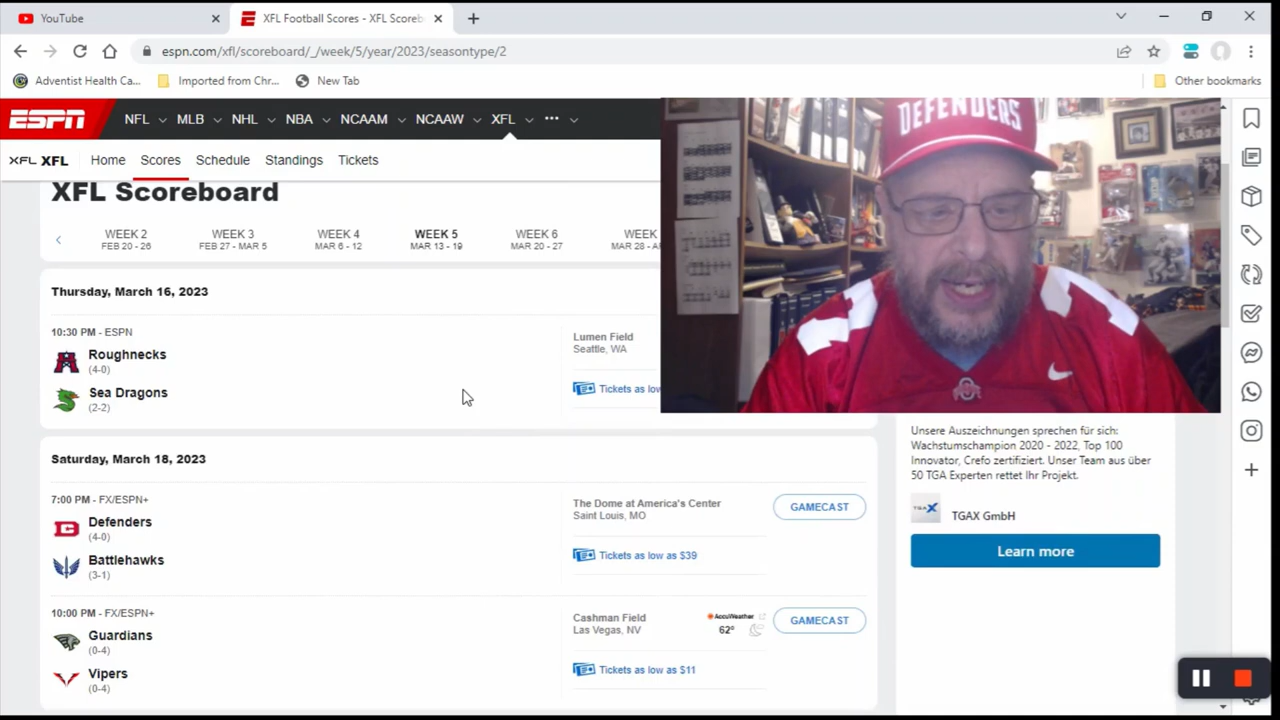 YouTube
XFL Football Scores - XFL Scoreb
espn.com/xfl/scoreboard/_/week/5/year/2023/seasontype/2
Adventist Health Ca...
Imported from Chr...
New Tab
Other bookmarks
ESPN
NFL
MLB
NHL
NBA
NCAAM
NCAAW
XFL
XFL XFL
Home
Scores
Schedule
Standings
Tickets
XFL Scoreboard
WEEK 2
FEB 20 - 26
WEEK 3
FEB 27 - MAR 5
WEEK 4
MAR 6 - 12
WEEK 5
MAR 13 - 19
WEEK 6
MAR 20 - 27
WEEK
MAR 28 - A
DEFENDERS
Thursday, March 16, 2023
10:30 PM - ESPN
Roughnecks
(4-0)
Sea Dragons
(2-2)
Lumen Field
Seattle, WA
Tickets as low
Saturday, March 18, 2023
7:00 PM - FX/ESPN+
Defenders
(4-0)
Battlehawks
(3-1)
The Dome at America's Center
Saint Louis, MO
Tickets as low as $39
GAMECAST
10:00 PM - FX/ESPN+
Guardians
(0-4)
Vipers
(0-4)
Cashman Field
Las Vegas, NV
AccuWeather
62°
Tickets as low as $11
GAMECAST
Unsere Auszeichnungen sprechen für sich:
Wachstumschampion 2020 - 2022, Top 100
Innovator, Crefo zertifiziert. Unser Team aus über
50 TGA Experten rettet Ihr Projekt.
TGAX
TGAX GmbH
Learn more